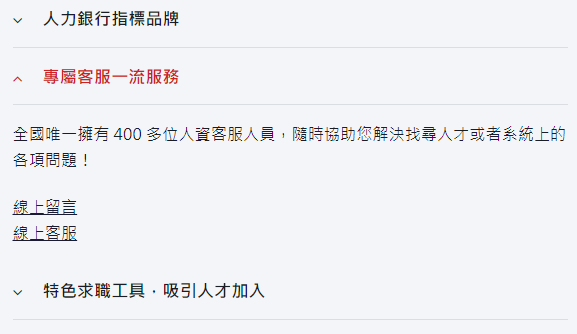 人力銀行指標品牌
專屬客服一流服務
全國唯一擁有 400 多位人資客服人員，隨時協助您解決找尋人才或者系統上的
各項問題！
線上留言
線上客服
特色求職工具．吸引人才加入